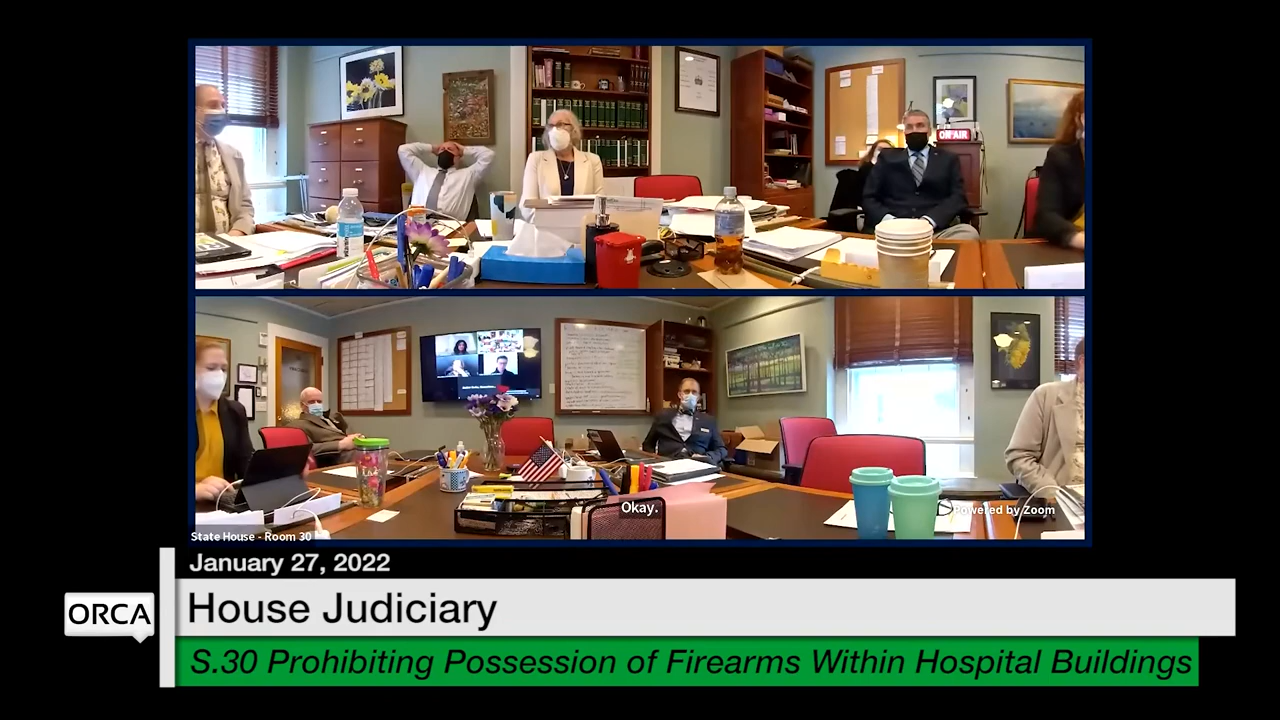 ON AIR
Okay.
Powered by Zoom
State House - Room 30
January 27, 2022
ORCA
House Judiciary
S.30 Prohibiting Possession of Firearms Within Hospital Buildings